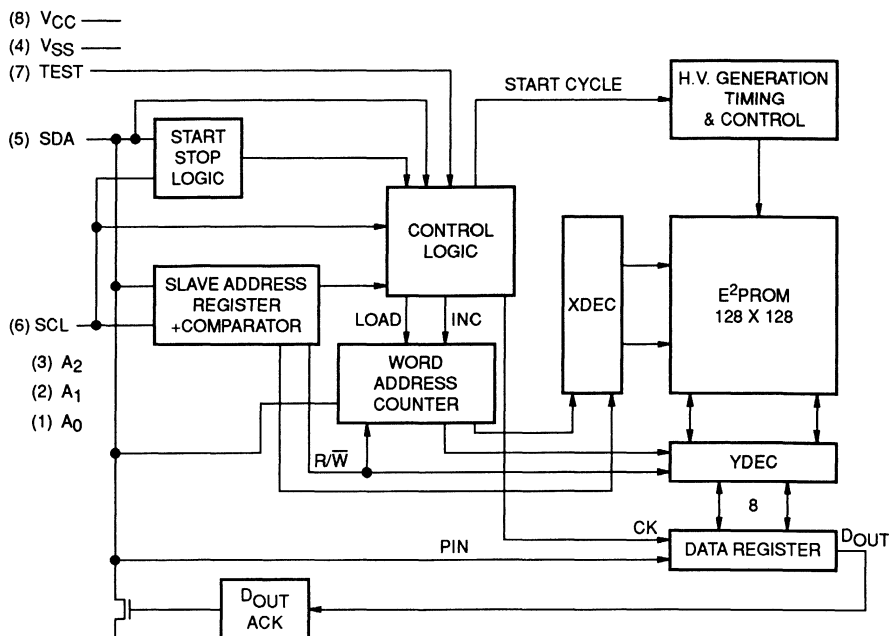 (8) VCC
(4) VSS
(7) TEST
(5) SDA
START
STOP
LOGIC
START CYCLE
H.V. GENERATION
TIMING
& CONTROL
CONTROL
LOGIC
SLAVE ADDRESS
REGISTER
+COMPARATOR
(6) SCL
(3) A2
(2) A1
(1) A0
LOAD
INC
WORD
ADDRESS
COUNTER
XDEC
E²PROM
128 X 128
R/W̅
YDEC
8
CK
PIN
DATA REGISTER
DOUT
DOUT
ACK